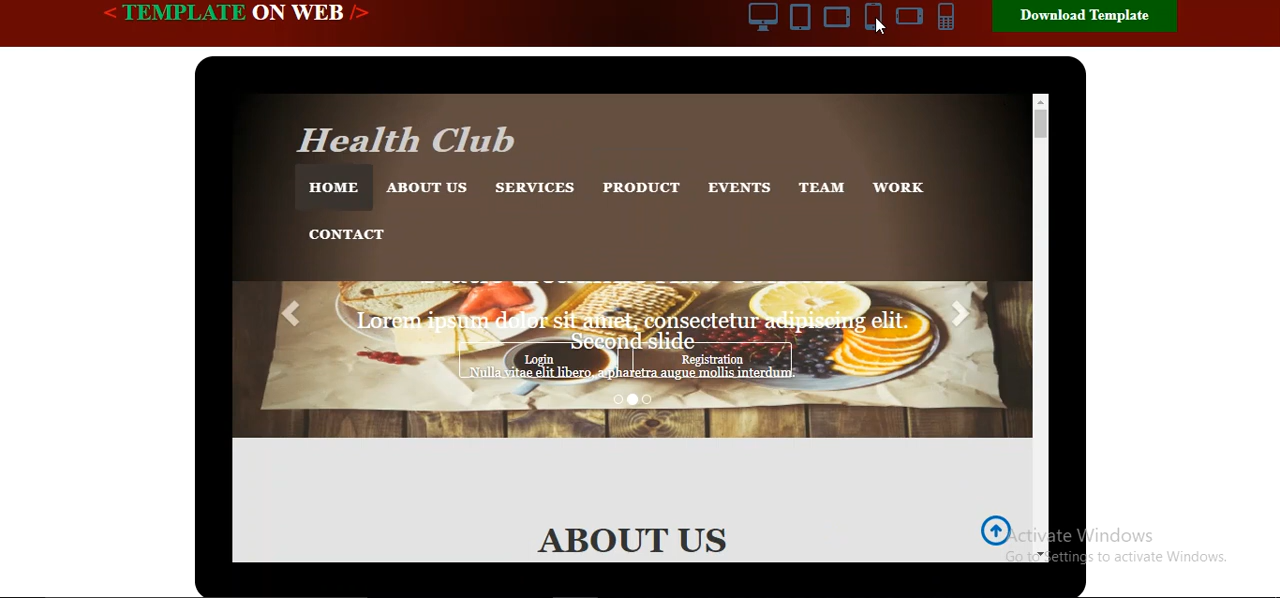 < TEMPLATE ON WEB />
Download Template
Health Club
HOME ABOUT US SERVICES PRODUCT EVENTS TEAM WORK
CONTACT
Lorem ipsum dolor sit amet, consectetur adipiscing elit.
Second slide
Login Registration
Nulla vitae elit libero, a pharetra augue mollis interdum.
ABOUT US
Activate Windows
Go to Settings to activate Windows.